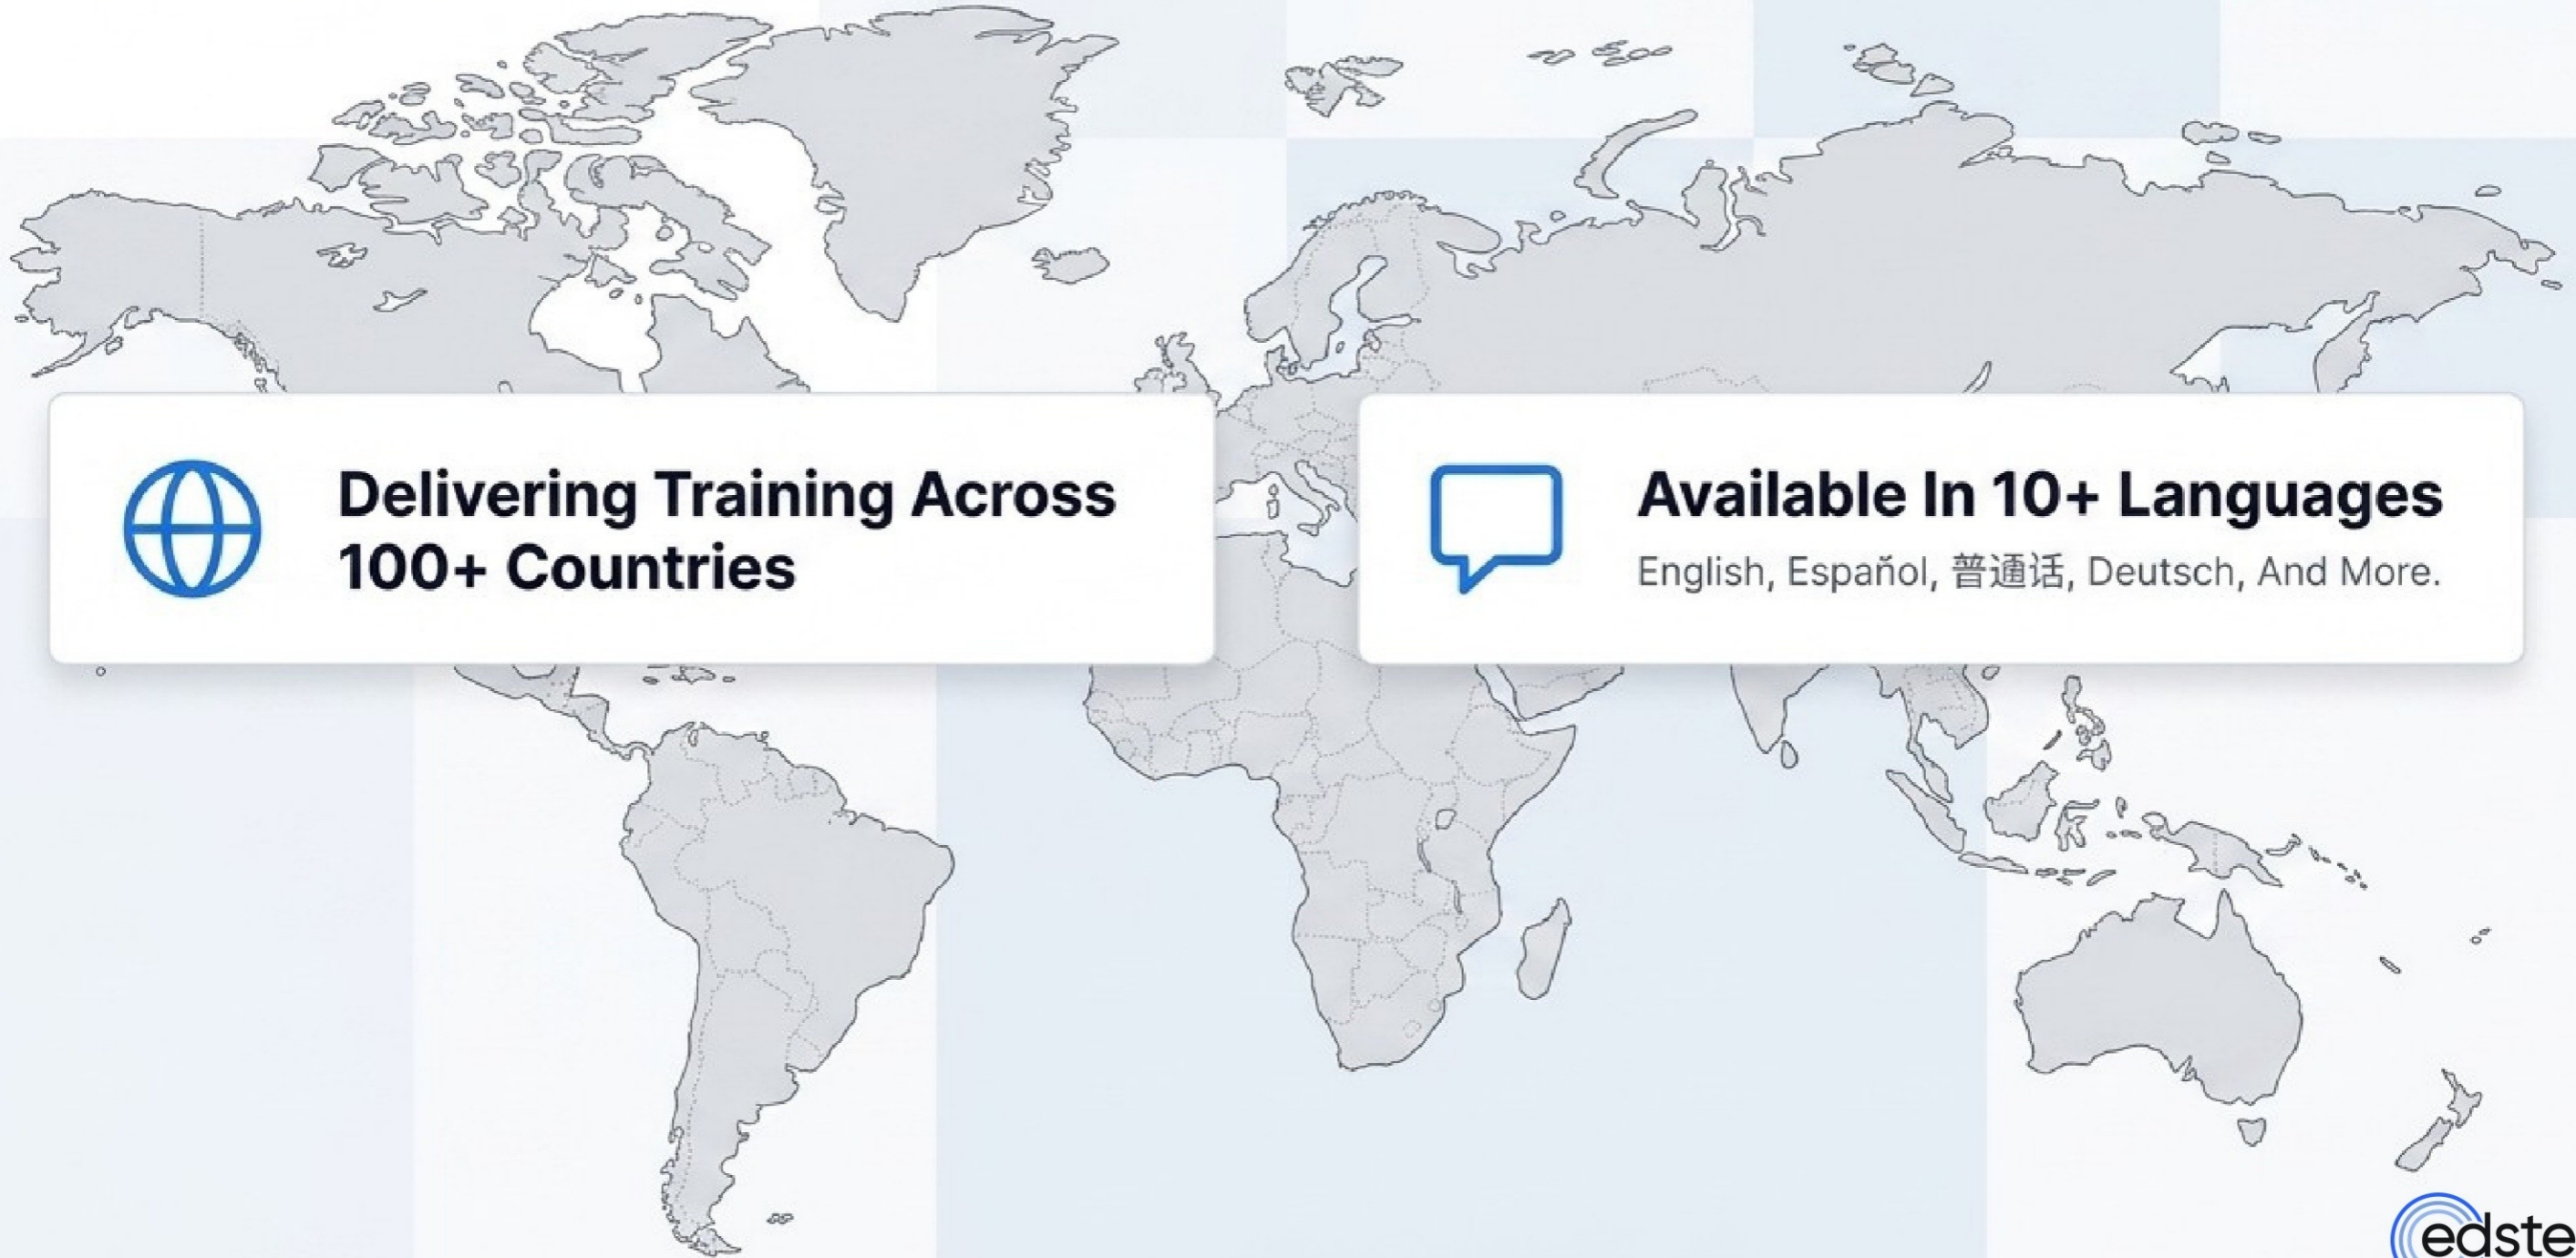 Delivering Training Across
100+ Countries
Available In 10+ Languages
English, Español, 普通话, Deutsch, And More.
edste